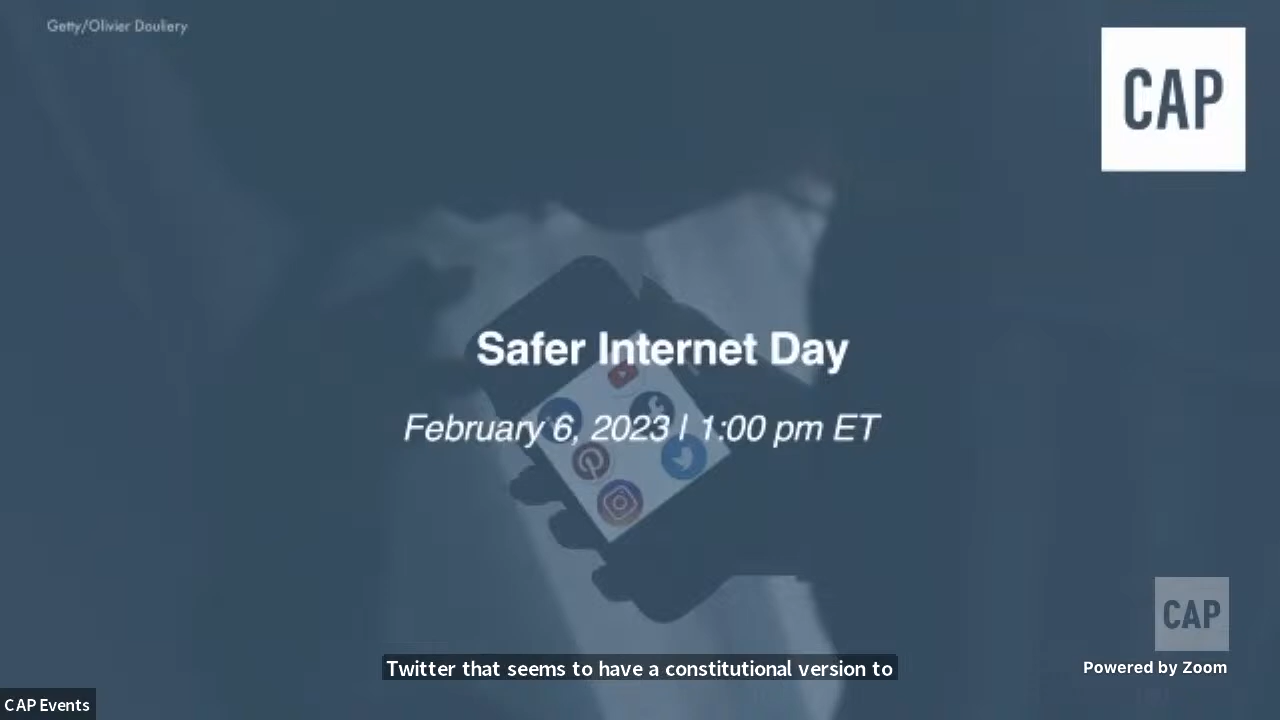 Getty/Olivier Douliery
CAP
Safer Internet Day
February 6, 2023 | 1:00 pm ET
CAP
Twitter that seems to have a constitutional version to
Powered by Zoom
CAP Events